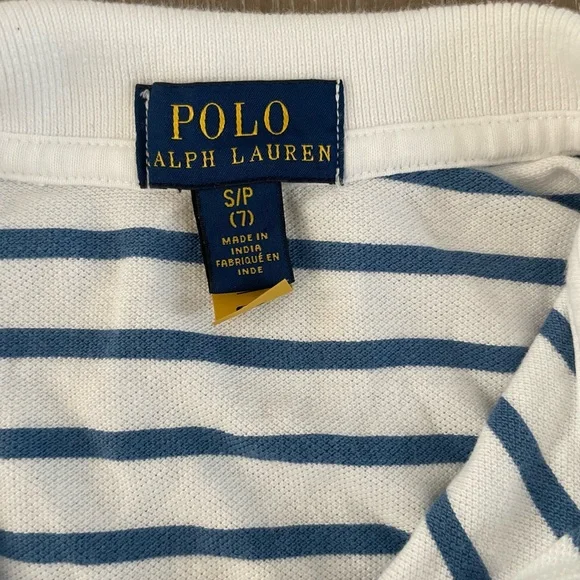 POLO
RALPH LAUREN
S/P
(7)
MADE IN
INDIA
FABRIQUÉ EN
INDE